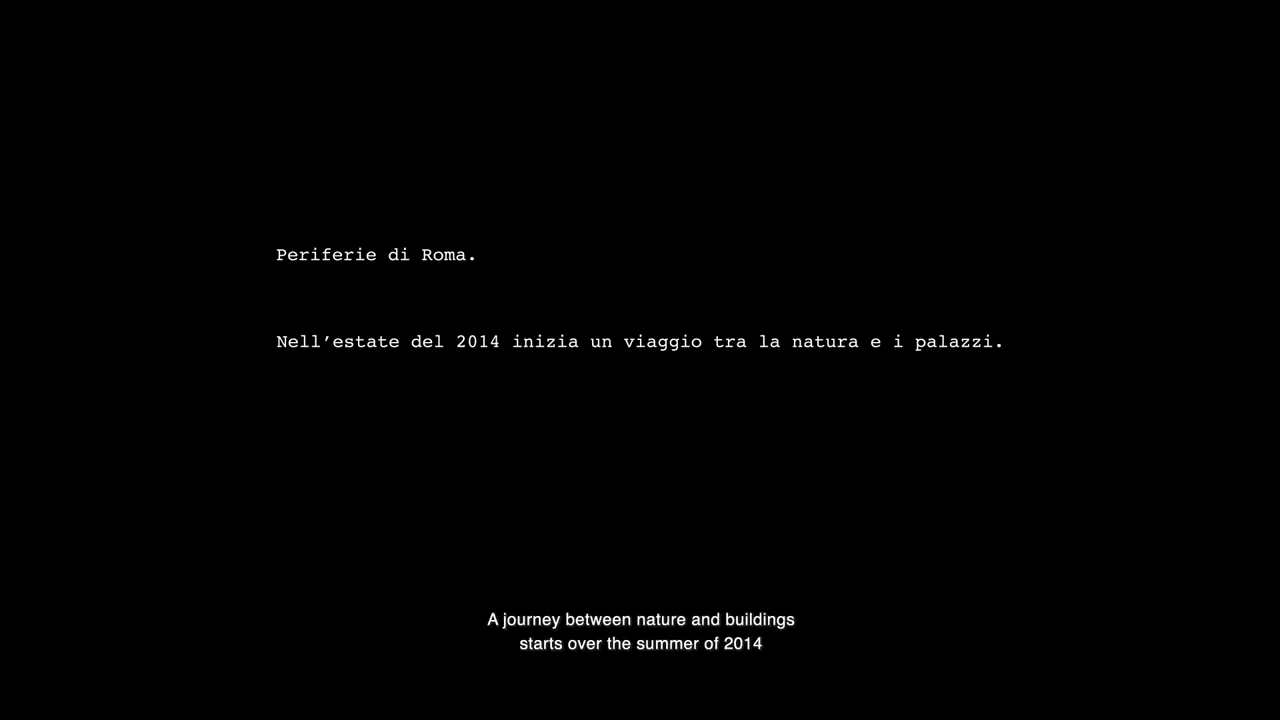 Periferie di Roma.
Nell’estate del 2014 inizia un viaggio tra la natura e i palazzi.
A journey between nature and buildings
starts over the summer of 2014